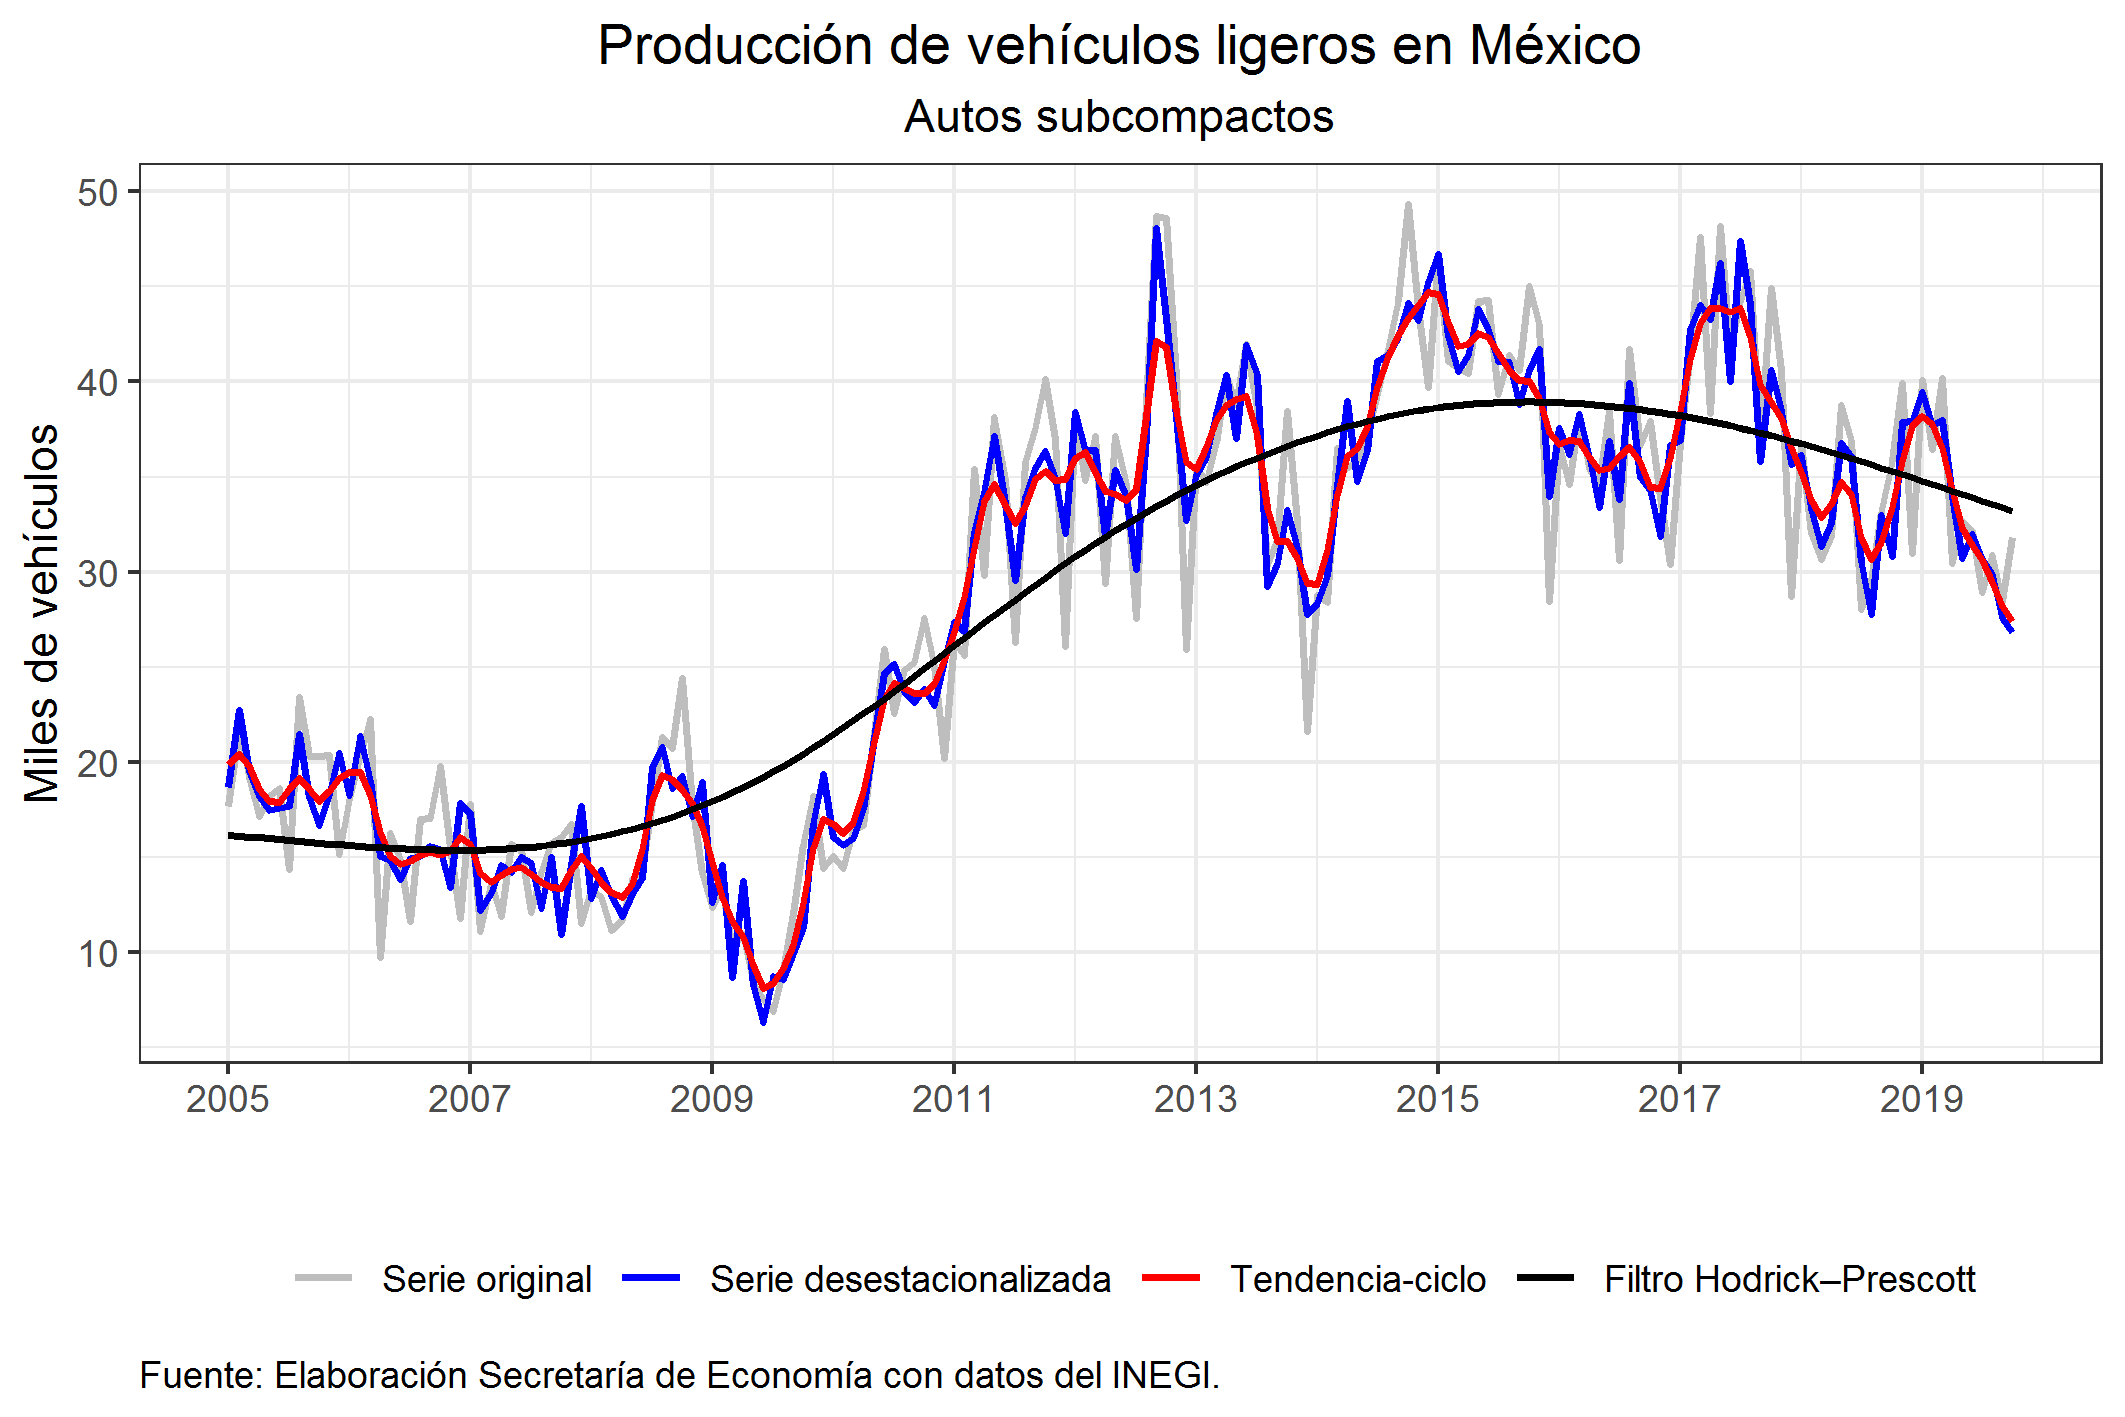 Producción de vehículos ligeros en México
Autos subcompactos
Miles de vehículos
50
40
30
20
10
2005 2007 2009 2011 2013 2015 2017 2019
Serie original Serie desestacionalizada Tendencia-ciclo Filtro Hodrick–Prescott
Fuente: Elaboración Secretaría de Economía con datos del INEGI.